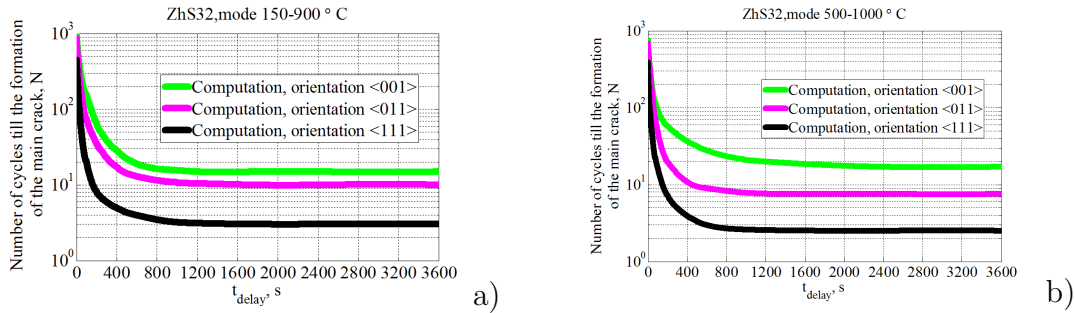 ZhS32,mode 150-900 ° C
Number of cycles till the formation
of the main crack, N
10³
10²
10¹
10⁰
Computation, orientation <001>
Computation, orientation <011>
Computation, orientation <111>
0 400 800 1200 1600 2000 2400 2800 3200 3600
t_delay, s
a)
ZhS32,mode 500-1000 ° C
Number of cycles till the formation
of the main crack, N
10³
10²
10¹
10⁰
Computation, orientation <001>
Computation, orientation <011>
Computation, orientation <111>
0 400 800 1200 1600 2000 2400 2800 3200 3600
t_delay, s
b)